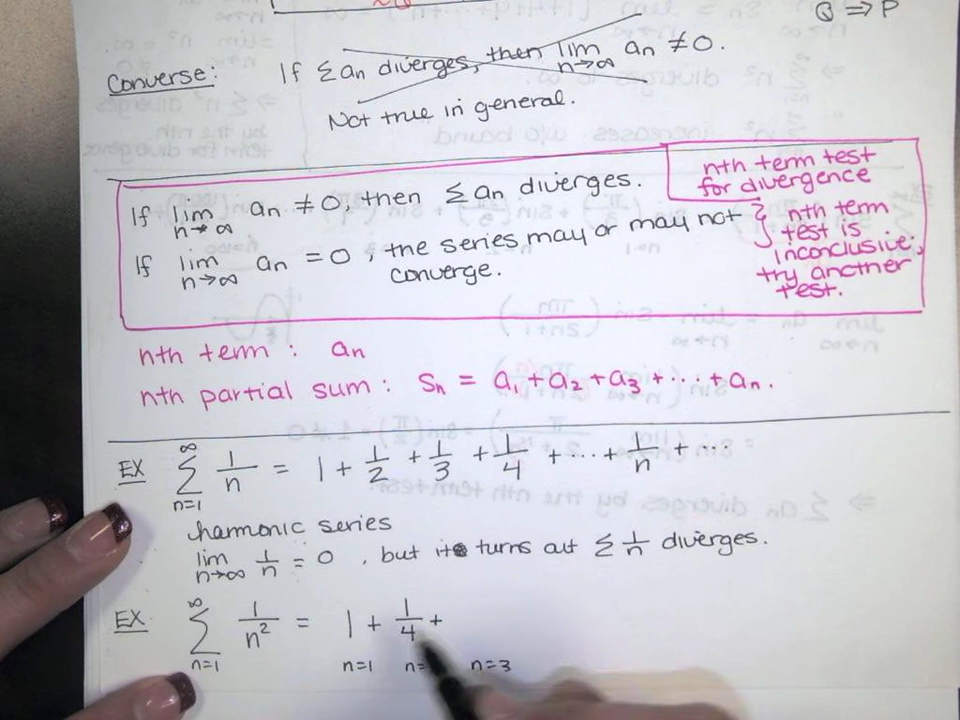 Q ⇒ P
Converse: If Σan diverges, then lim n→∞ an ≠ 0.
Not true in general.
nth term test
for divergence
If lim n→∞ an ≠ 0, then Σ an diverges.
If lim n→∞ an = 0, the series may or may not
converge.
nth term
test is
inconclusive,
try another
test.
nth term: an
nth partial sum: Sn = a1 + a2 + a3 + ... + an.
EX ∞ Σ n=1 1/n = 1 + 1/2 + 1/3 + 1/4 + ... + 1/n + ...
harmonic series
lim n→∞ 1/n = 0, but it turns out Σ 1/n diverges.
EX ∞ Σ n=1 1/n² = 1 + 1/4 +
n=1 n= n=3